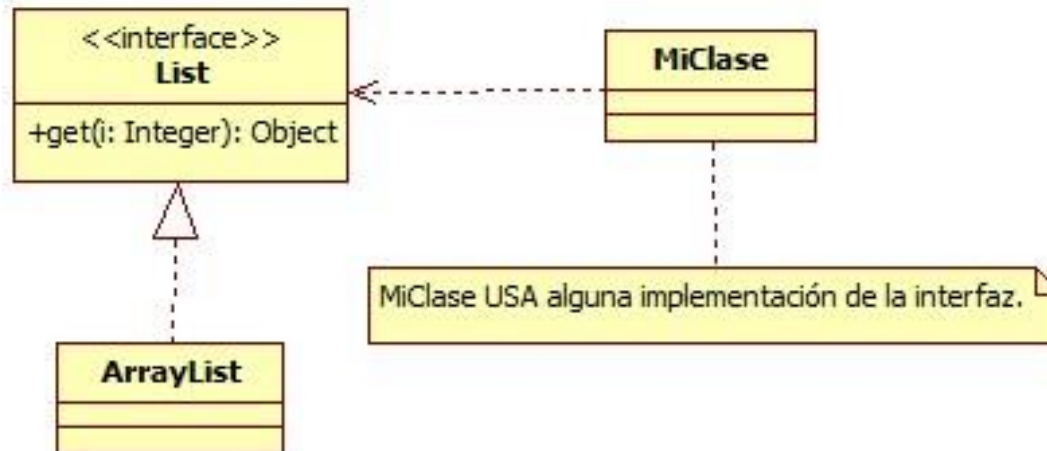 <<interface>>
List
+get(i: Integer): Object
MiClase
MiClase USA alguna implementación de la interfaz.
ArrayList